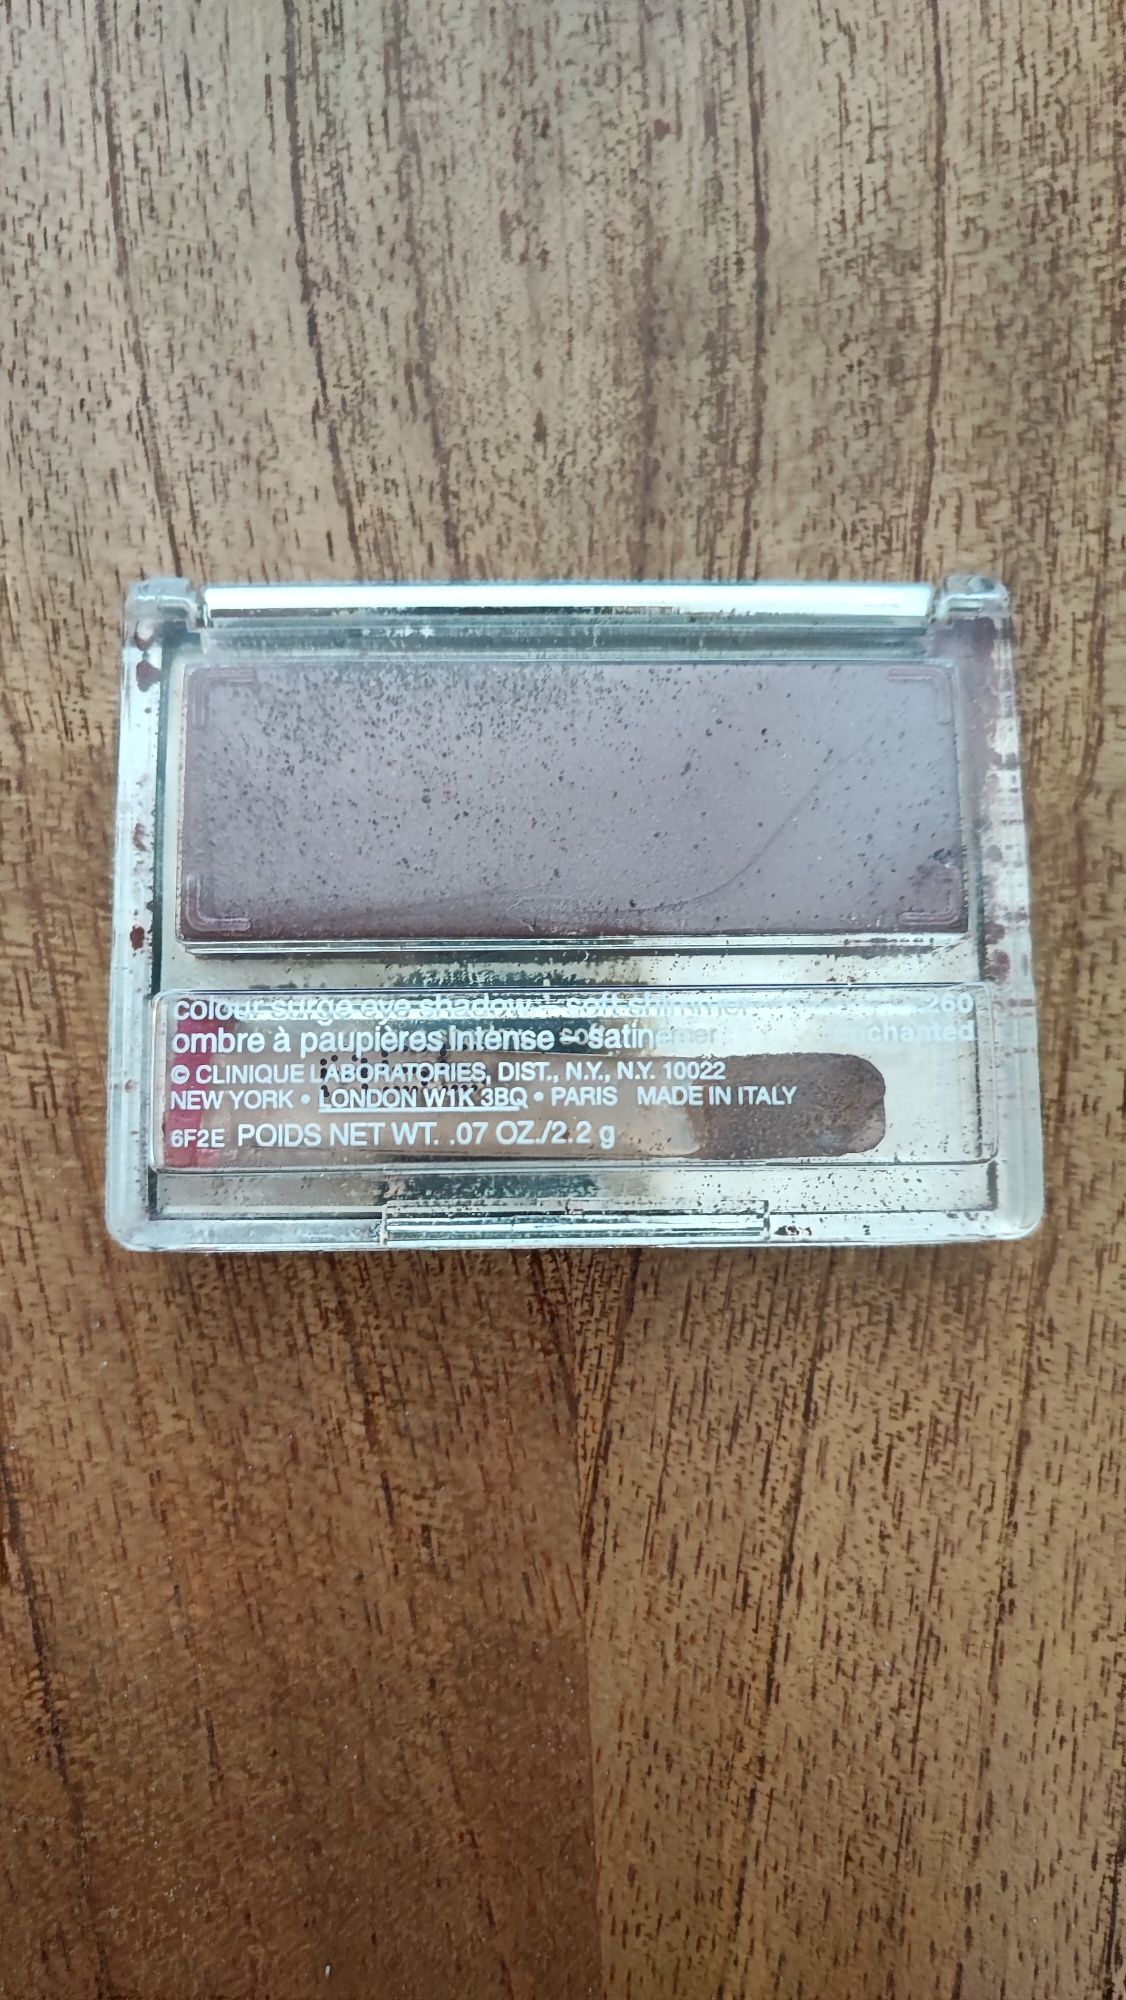 colour surge eye shadow – soft shimmer 260
ombre à paupières intense – satinée
© CLINIQUE LABORATORIES, DIST., N.Y., N.Y. 10022
NEW YORK • LONDON W1K 3BQ • PARIS MADE IN ITALY
6F2E POIDS NET WT. .07 OZ./2.2 g